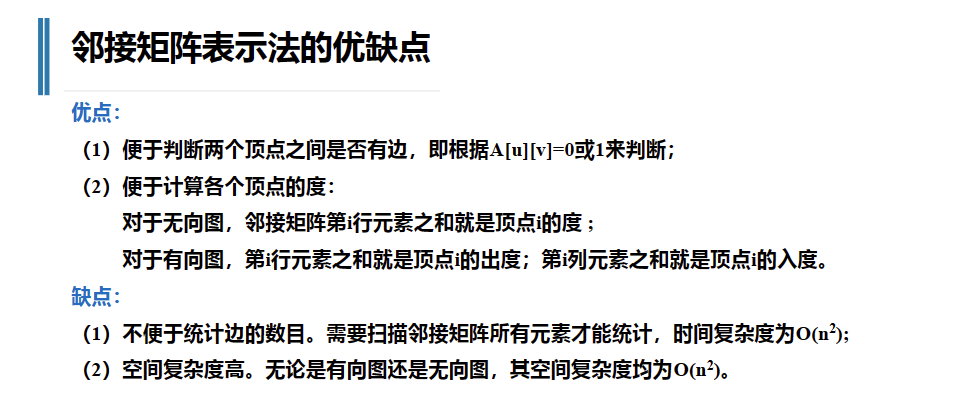 邻接矩阵表示法的优缺点
优点：
（1）便于判断两个顶点之间是否有边，即根据A[u][v]=0或1来判断；
（2）便于计算各个顶点的度：
对于无向图，邻接矩阵第i行元素之和就是顶点i的度；
对于有向图，第i行元素之和就是顶点i的出度；第i列元素之和就是顶点i的入度。
缺点：
（1）不便于统计边的数目。需要扫描邻接矩阵所有元素才能统计，时间复杂度为O(n²);
（2）空间复杂度高。无论是有向图还是无向图，其空间复杂度均为O(n²)。